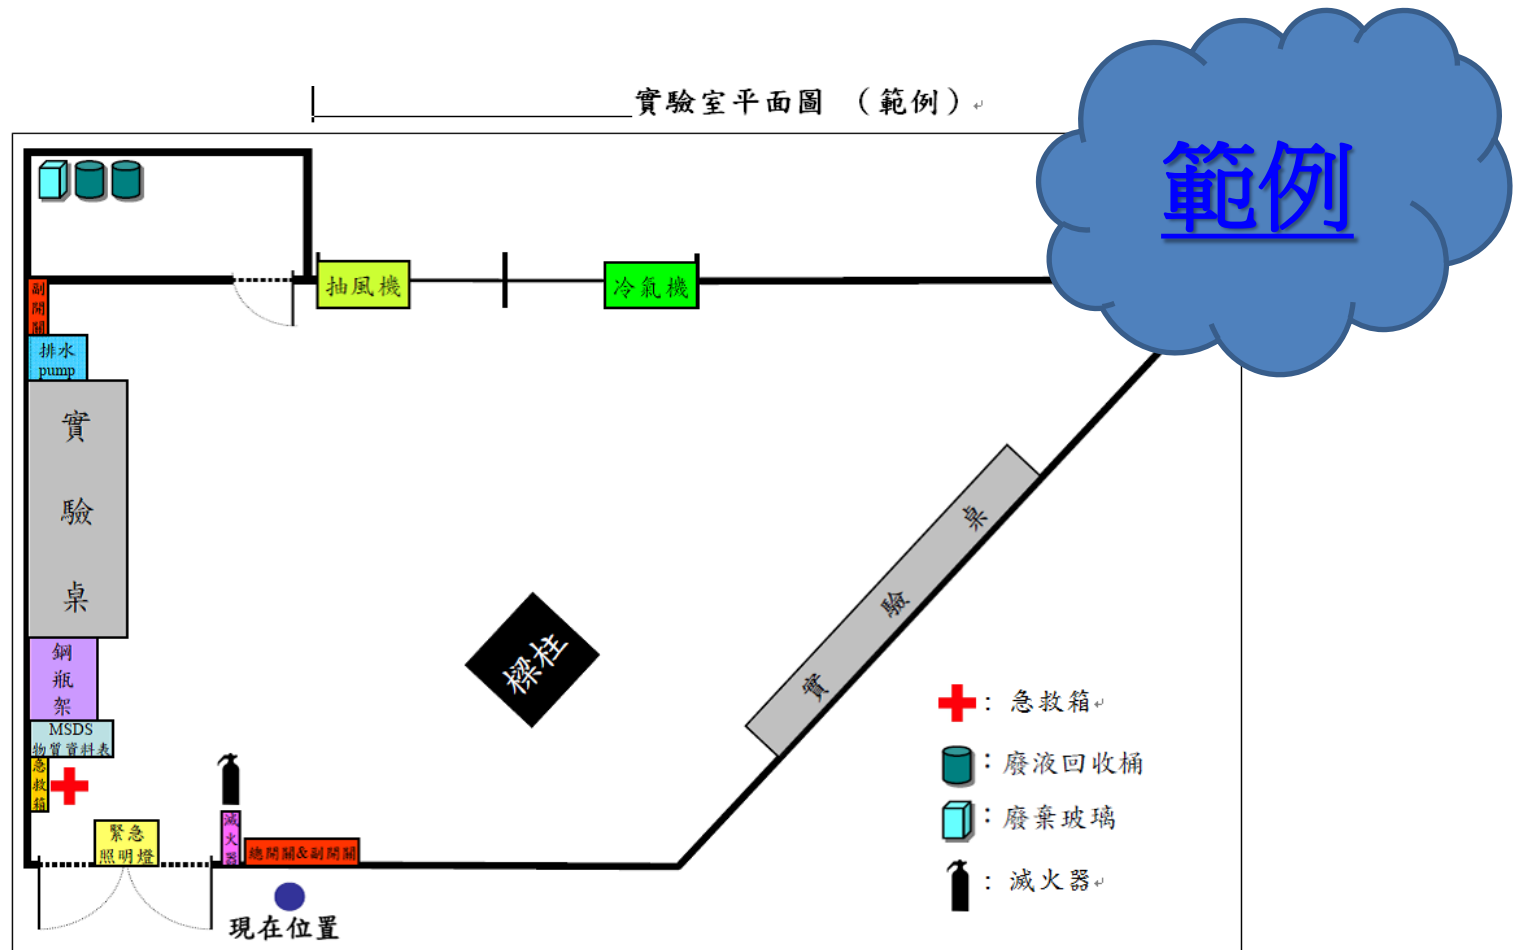 實驗室平面圖 （範例）
範例
抽風機
冷氣機
副開關
排水
pump
實驗桌
鋼瓶架
MSDS
物質資料表
急救箱
緊急
照明燈
滅火器
總開關&副開關
現在位置
樑柱
實驗桌
：急救箱
：廢液回收桶
：廢棄玻璃
：滅火器